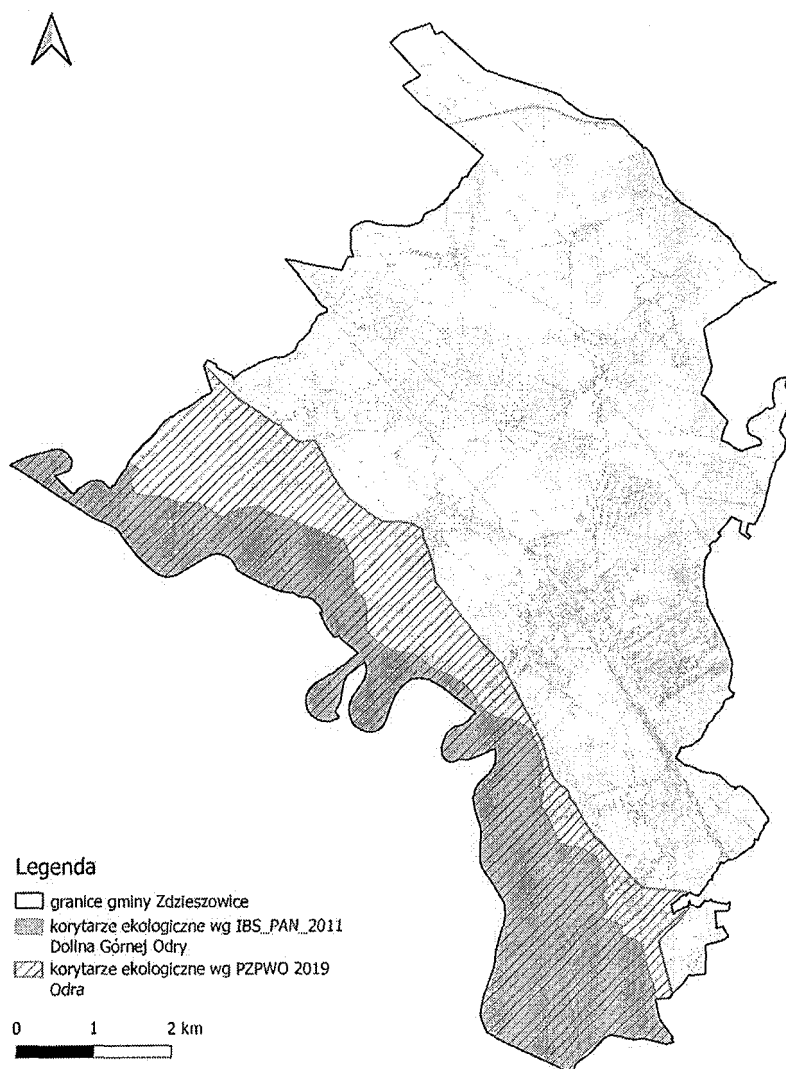 Legenda
granice gminy Zdzieszowice
korytarze ekologiczne wg IBS_PAN_2011
Dolina Górnej Odry
korytarze ekologiczne wg PZPWO 2019
Odra
0 1 2 km